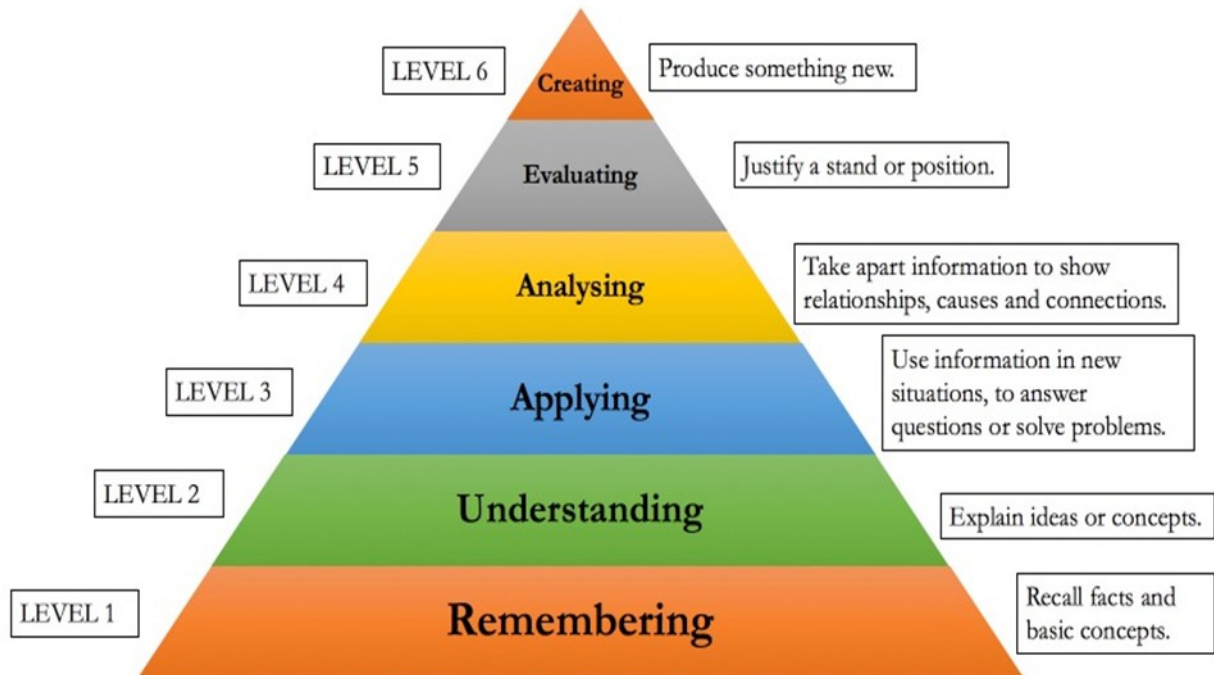 LEVEL 6
Creating
Produce something new.
LEVEL 5
Evaluating
Justify a stand or position.
LEVEL 4
Analysing
Take apart information to show
relationships, causes and connections.
LEVEL 3
Applying
Use information in new
situations, to answer
questions or solve problems.
LEVEL 2
Understanding
Explain ideas or concepts.
LEVEL 1
Remembering
Recall facts and
basic concepts.